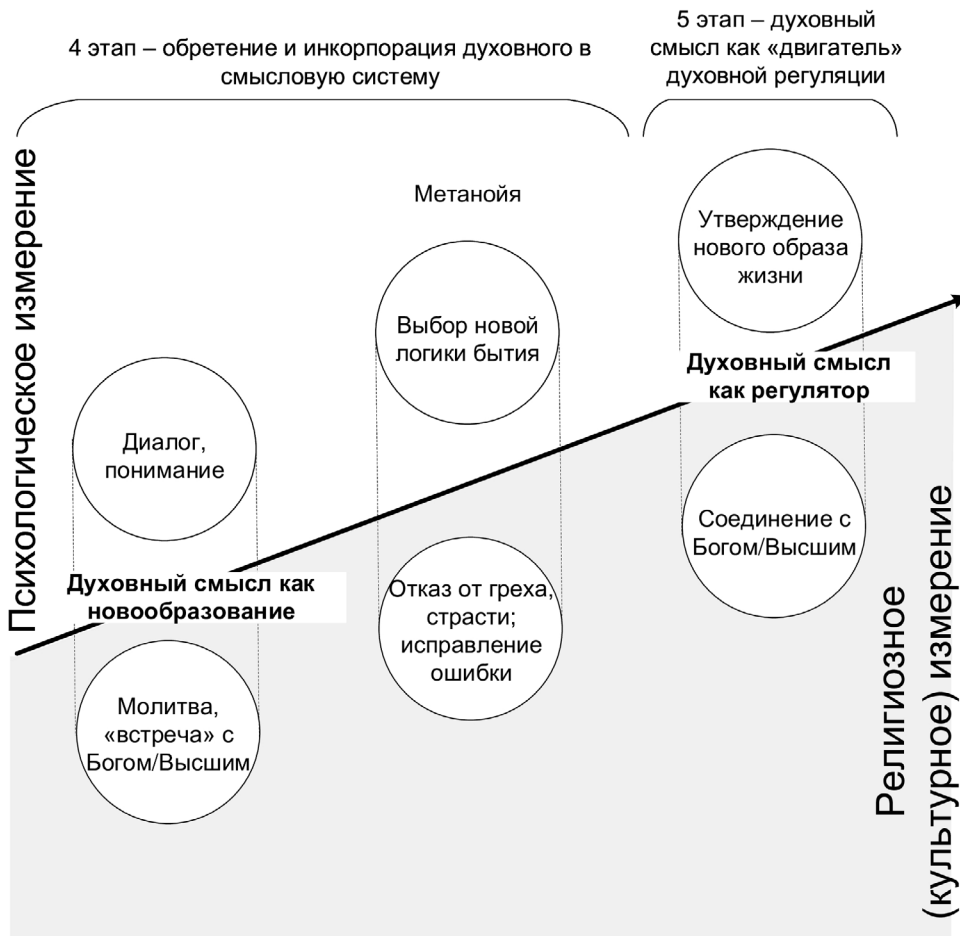 4 этап – обретение и инкорпорация духовного в
смысловую систему
5 этап – духовный
смысл как «двигатель»
духовной регуляции
Психологическое измерение
Метанойя
Утверждение
нового образа
жизни
Выбор новой
логики бытия
Духовный смысл
как регулятор
Диалог,
понимание
Соединение с
Богом/Высшим
Духовный смысл как
новообразование
Отказ от греха,
страсти;
исправление
ошибки
Молитва,
«встреча» с
Богом/Высшим
Религиозное
(культурное) измерение